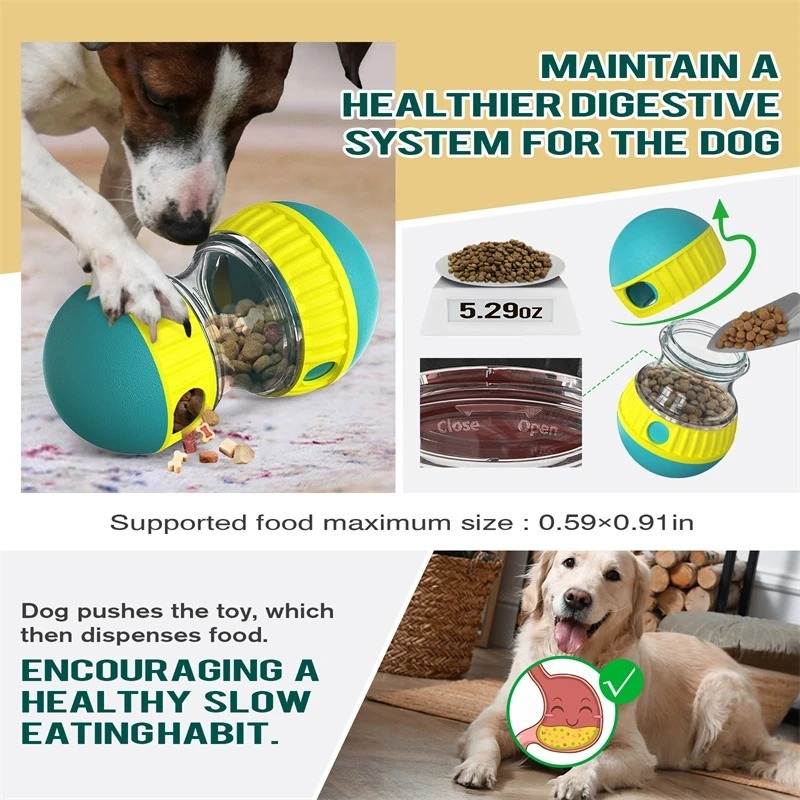 MAINTAIN A
HEALTHIER DIGESTIVE
SYSTEM FOR THE DOG
5.29oz
Close Open
Supported food maximum size : 0.59×0.91in
Dog pushes the toy, which
then dispenses food.
ENCOURAGING A
HEALTHY SLOW
EATINGHABIT.